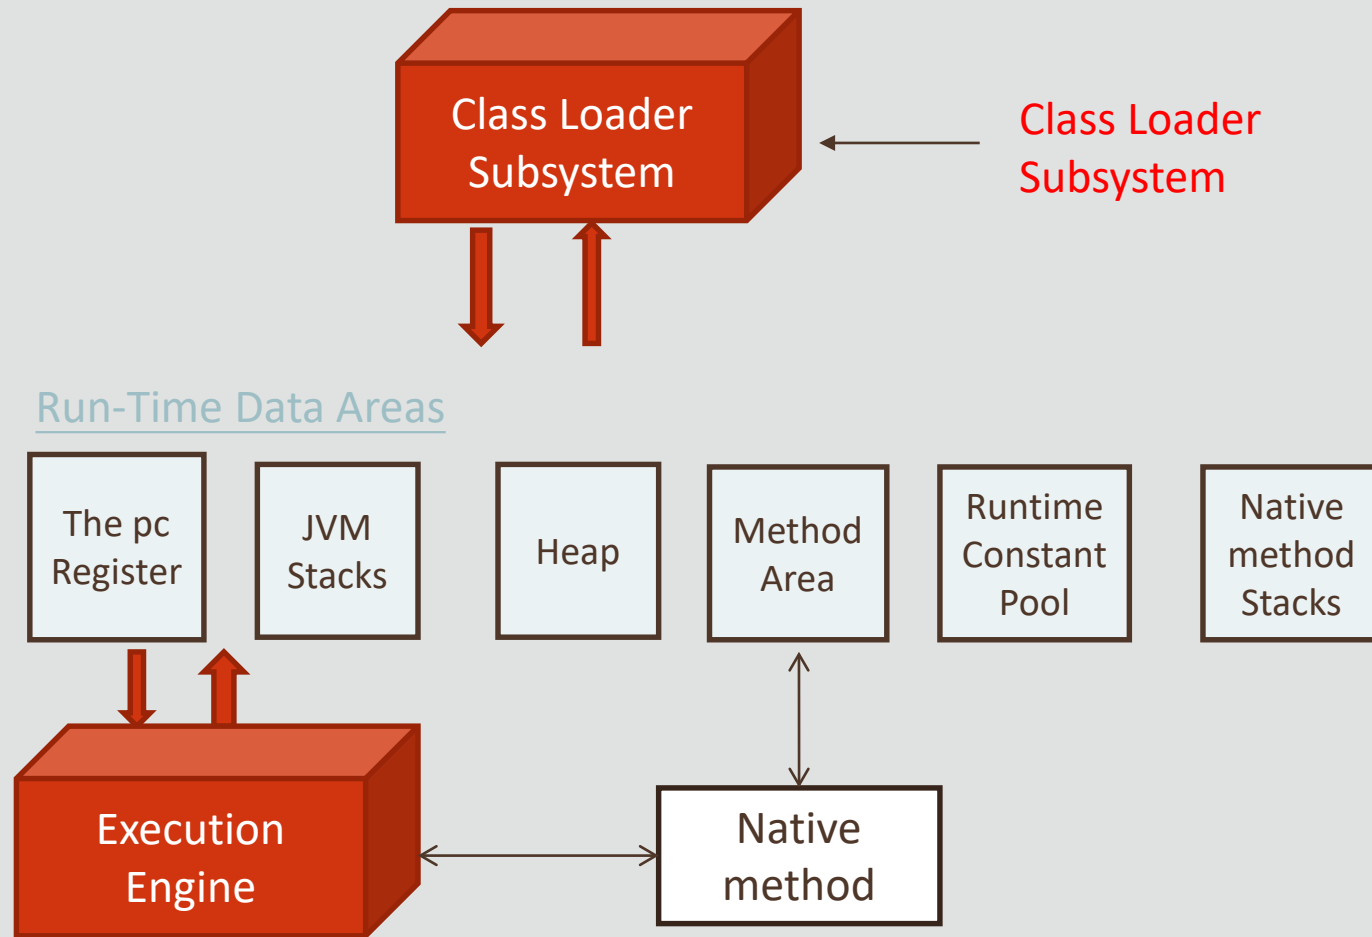 Class Loader
Subsystem
Class Loader
Subsystem
Run-Time Data Areas
The pc
Register
JVM
Stacks
Heap
Method
Area
Runtime
Constant
Pool
Native
method
Stacks
Execution
Engine
Native
method